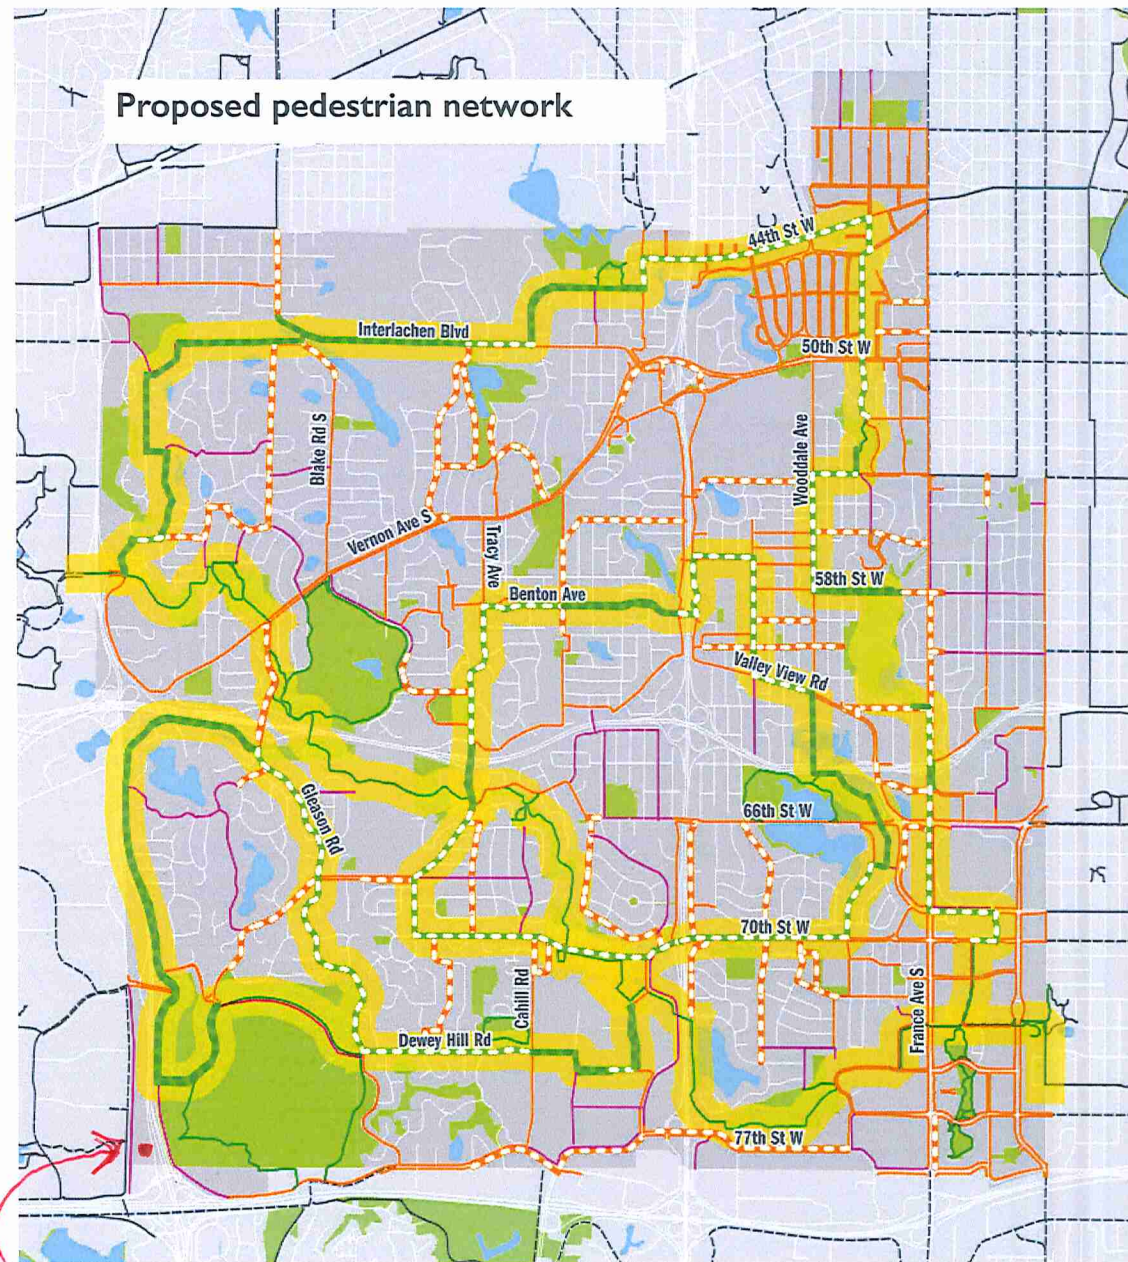 Proposed pedestrian network
44th St W
Interlachen Blvd
50th St W
Blake Rd S
Wooddale Ave
Vernon Ave S
Tracy Ave
58th St W
Benton Ave
Valley View Rd
Gleason Rd
66th St W
70th St W
Cahill Rd
France Ave S
Dewey Hill Rd
77th St W